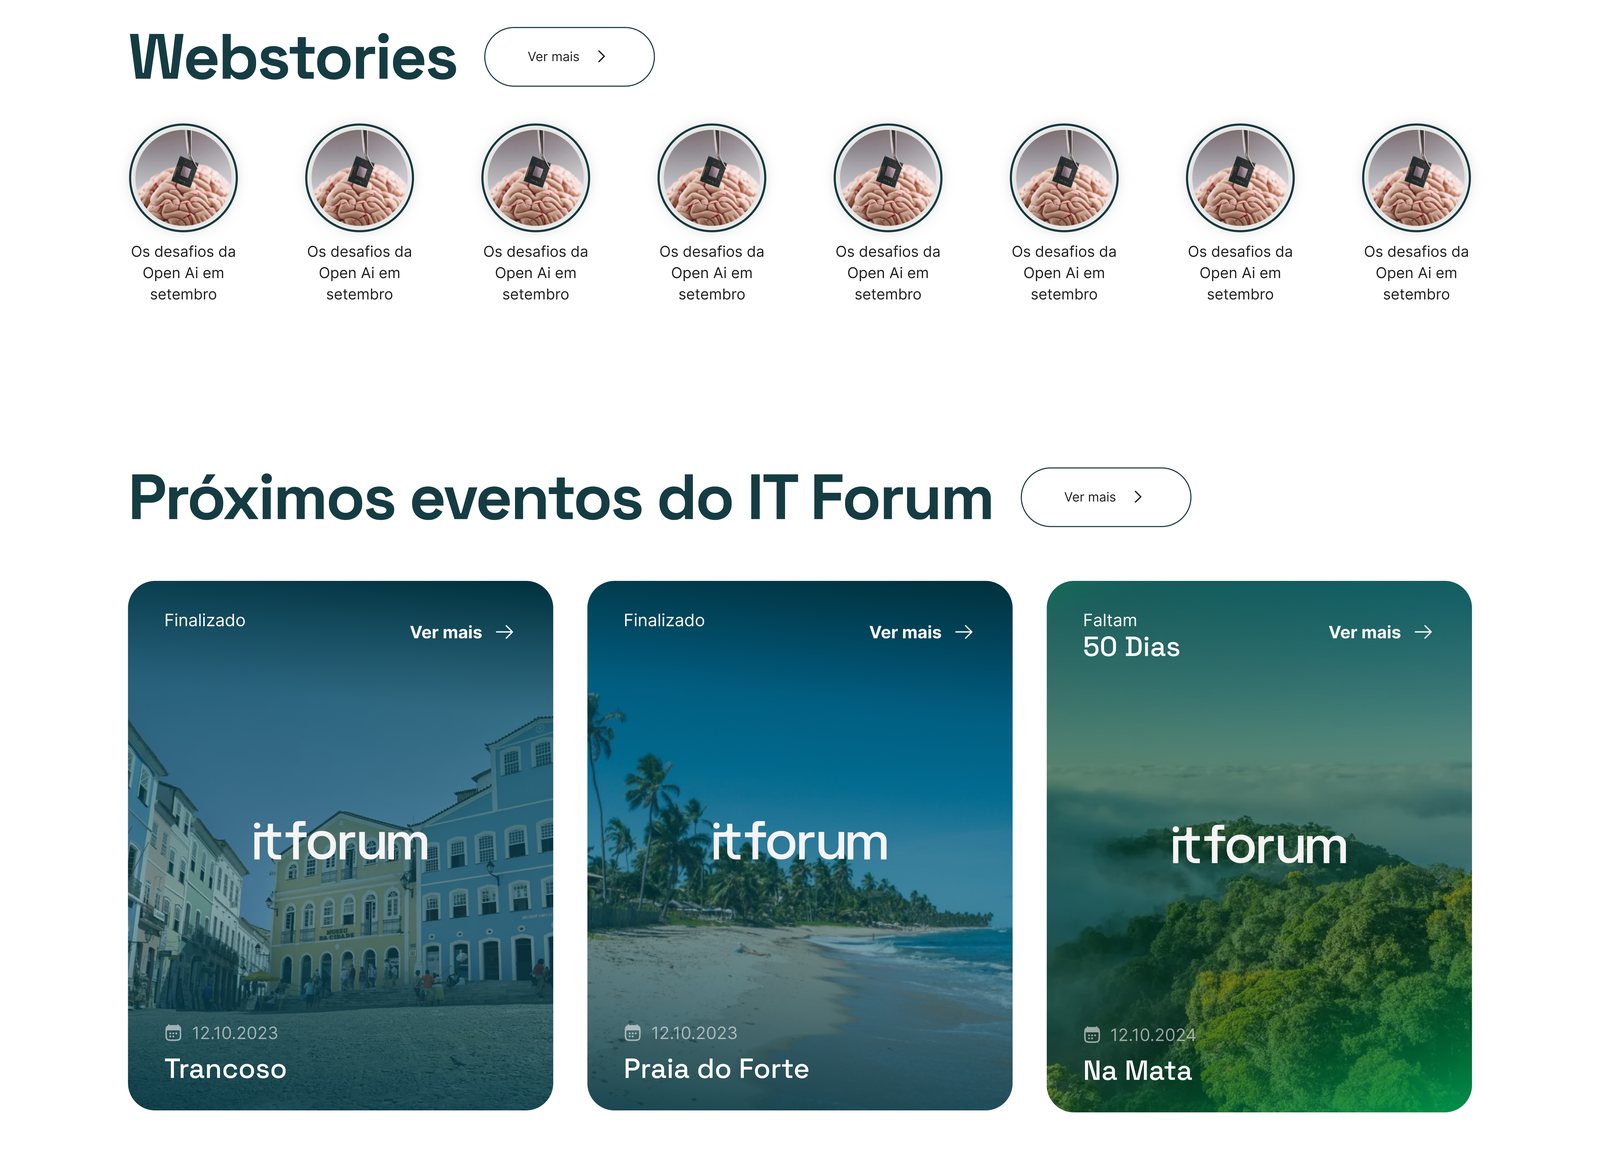 Webstories
Ver mais
Os desafios da
Open Ai em
setembro
Os desafios da
Open Ai em
setembro
Os desafios da
Open Ai em
setembro
Os desafios da
Open Ai em
setembro
Os desafios da
Open Ai em
setembro
Os desafios da
Open Ai em
setembro
Os desafios da
Open Ai em
setembro
Os desafios da
Open Ai em
setembro
Próximos eventos do IT Forum
Ver mais
Finalizado
Ver mais
itforum
MUSEU
DA CIDADE
12.10.2023
Trancoso
Finalizado
Ver mais
itforum
12.10.2023
Praia do Forte
Faltam
50 Dias
Ver mais
itforum
12.10.2024
Na Mata